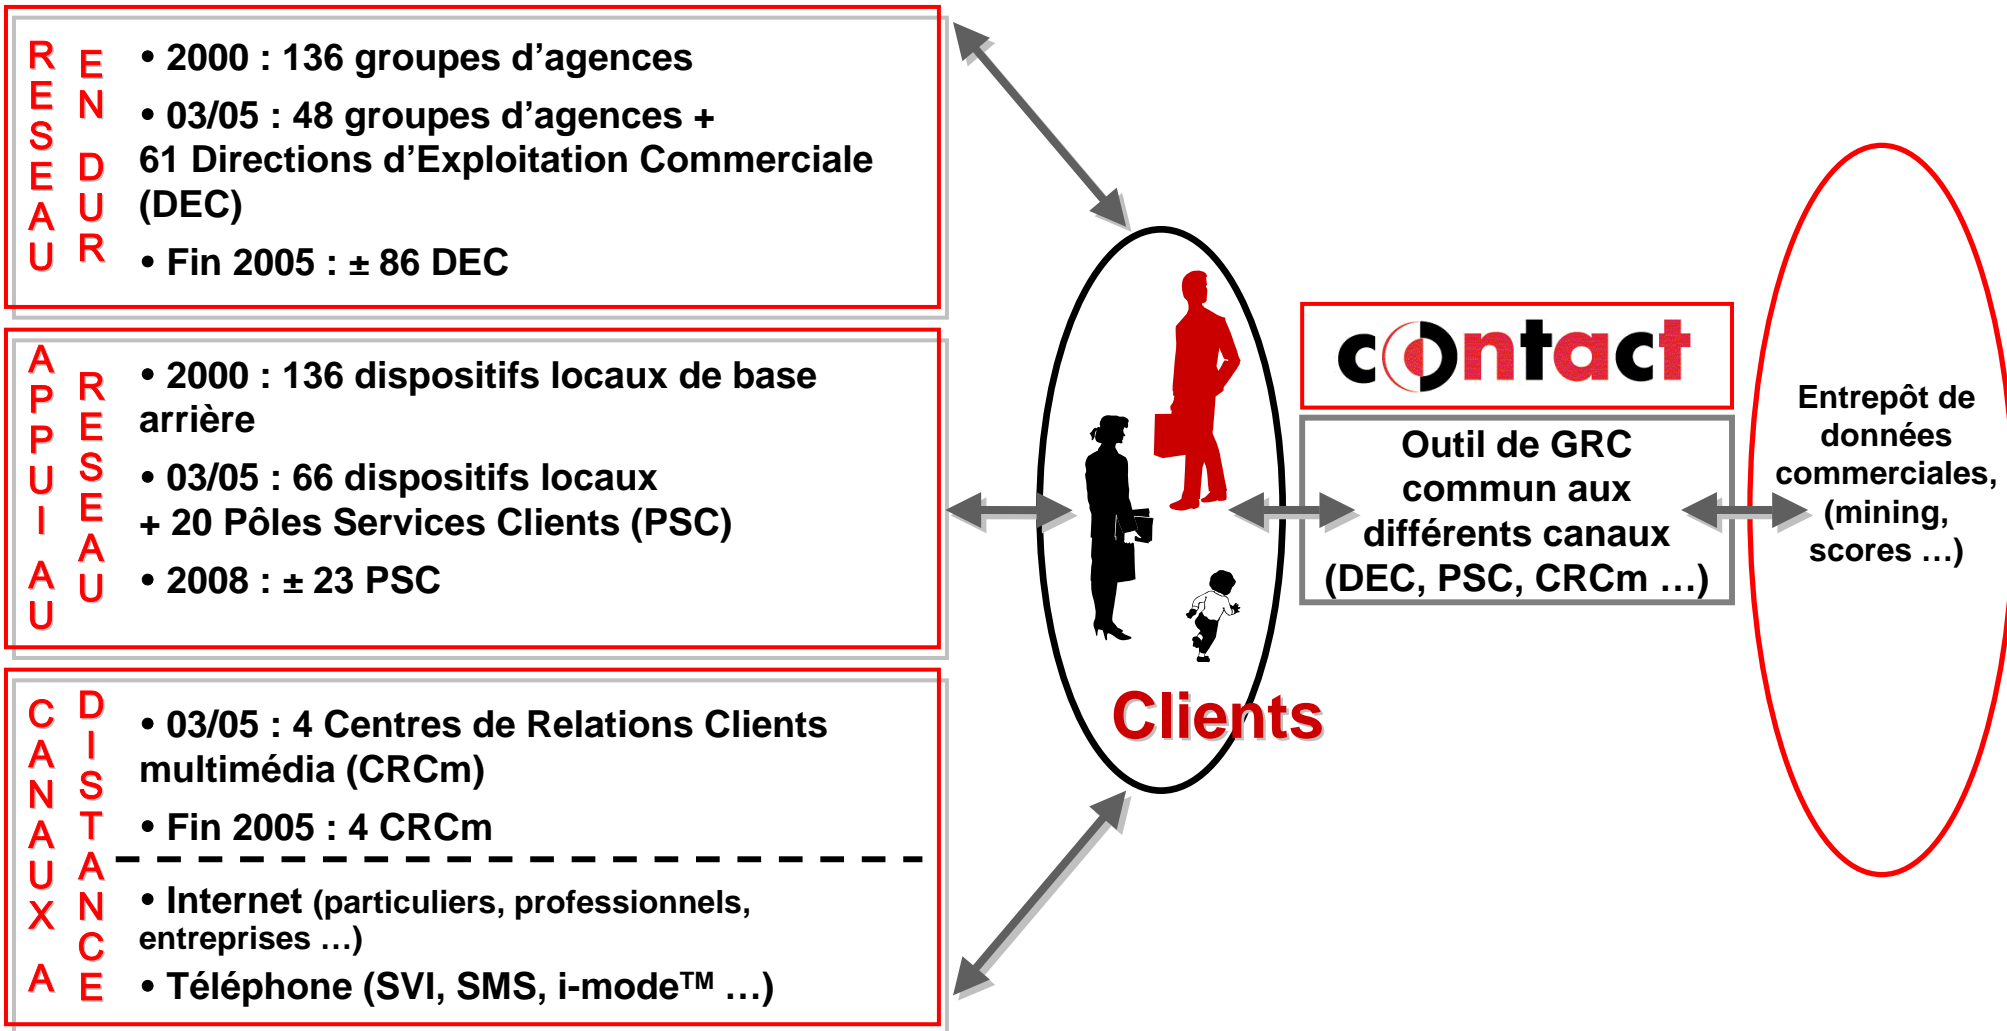 RESEAU
EN DUR
• 2000 : 136 groupes d’agences
• 03/05 : 48 groupes d’agences +
61 Directions d’Exploitation Commerciale
(DEC)
• Fin 2005 : ± 86 DEC
APPUI AU
RESEAU
• 2000 : 136 dispositifs locaux de base
arrière
• 03/05 : 66 dispositifs locaux
+ 20 Pôles Services Clients (PSC)
• 2008 : ± 23 PSC
CANAUX A
DISTANCE
• 03/05 : 4 Centres de Relations Clients
multimédia (CRCm)
• Fin 2005 : 4 CRCm
• Internet (particuliers, professionnels,
entreprises …)
• Téléphone (SVI, SMS, i-mode™ …)
Clients
contact
Outil de GRC
commun aux
différents canaux
(DEC, PSC, CRCm …)
Entrepôt de
données
commerciales,
(mining,
scores …)